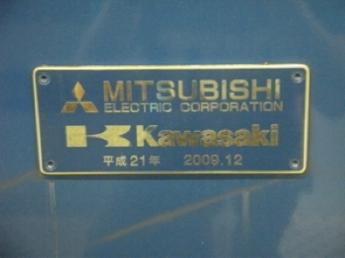 MITSUBISHI
ELECTRIC CORPORATION
Kawasaki
平成21年 2009.12